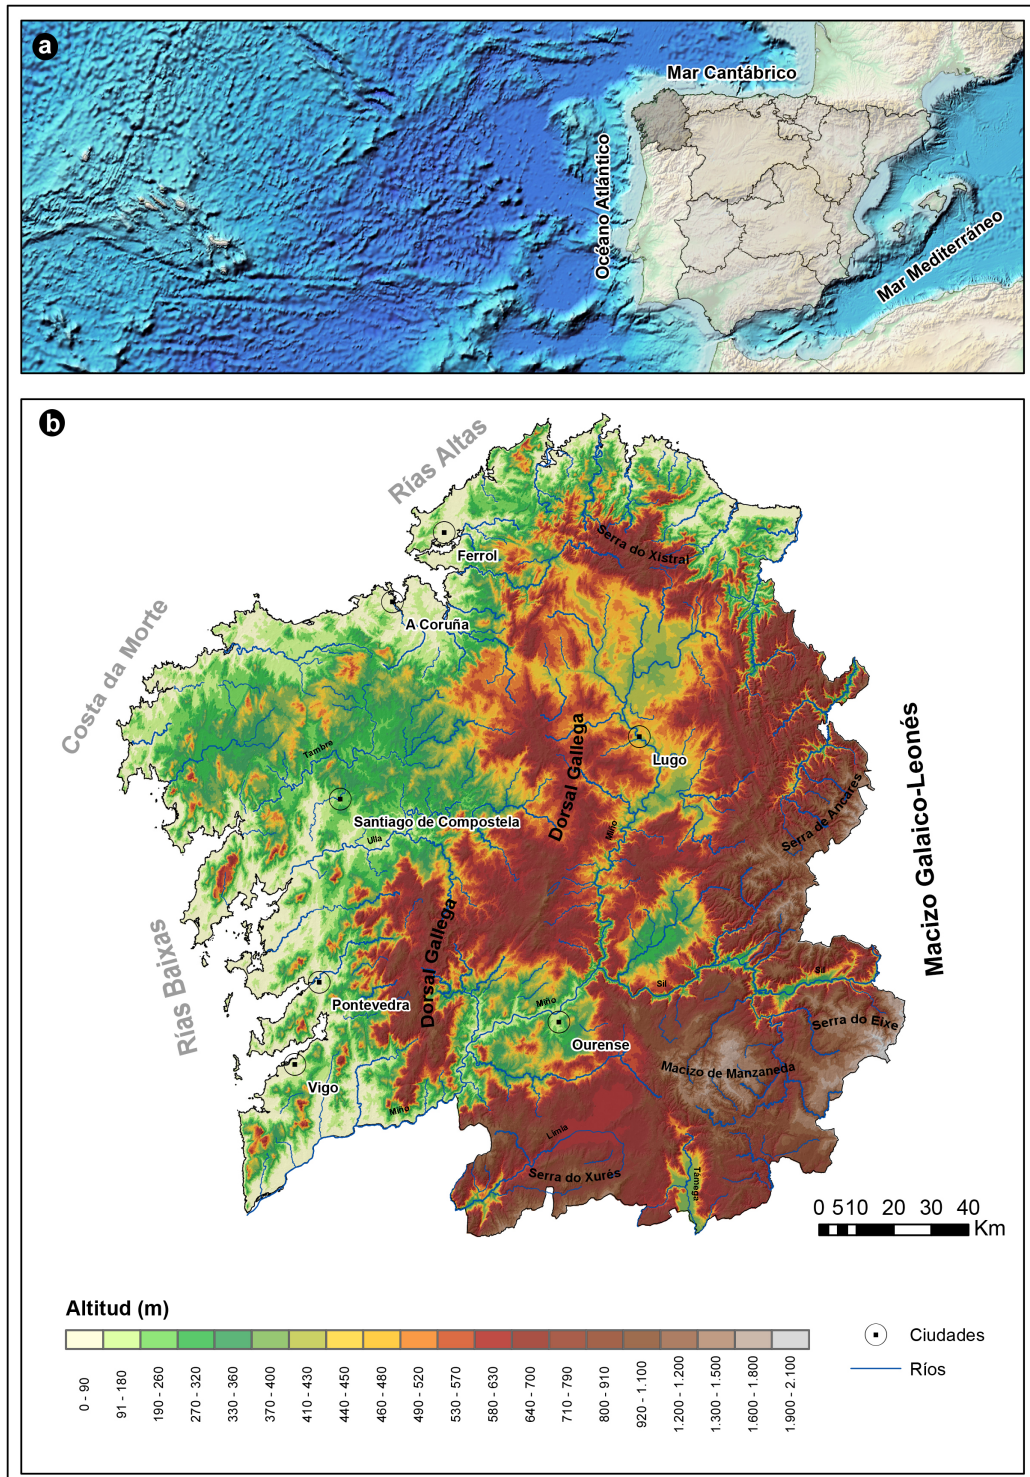 a
Mar Cantábrico
Océano Atlántico
Mar Mediterráneo
b
Rías Altas
Serra do Xistral
Ferrol
A Coruña
Costa da Morte
Tambre
Dorsal Gallega
Lugo
Santiago de Compostela
Ulla
Miño
Serra de Ancares
Macizo Galaico-Leonés
Rías Baixas
Dorsal Gallega
Pontevedra
Miño
Sil
Sil
Ourense
Serra do Eixe
Macizo de Manzaneda
Vigo
Miño
Limia
Serra do Xurés
Támega
0 5 10 20 30 40
Km
Altitud (m)
0 - 90
91 - 180
190 - 260
270 - 320
330 - 360
370 - 400
410 - 430
440 - 450
460 - 480
490 - 520
530 - 570
580 - 630
640 - 700
710 - 790
800 - 910
920 - 1.100
1.200 - 1.200
1.300 - 1.500
1.600 - 1.800
1.900 - 2.100
Ciudades
Ríos